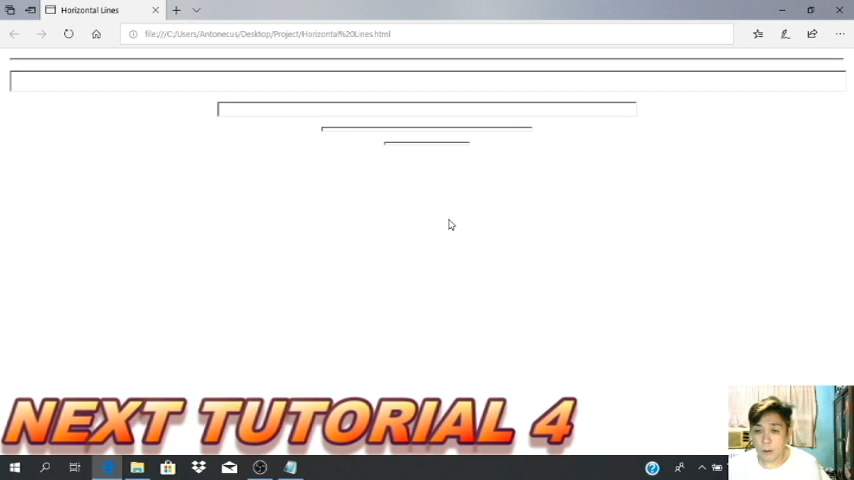 Horizontal Lines
file:///C:/Users/Antonecus/Desktop/Project/Horizontal%20Lines.html
NEXT TUTORIAL 4